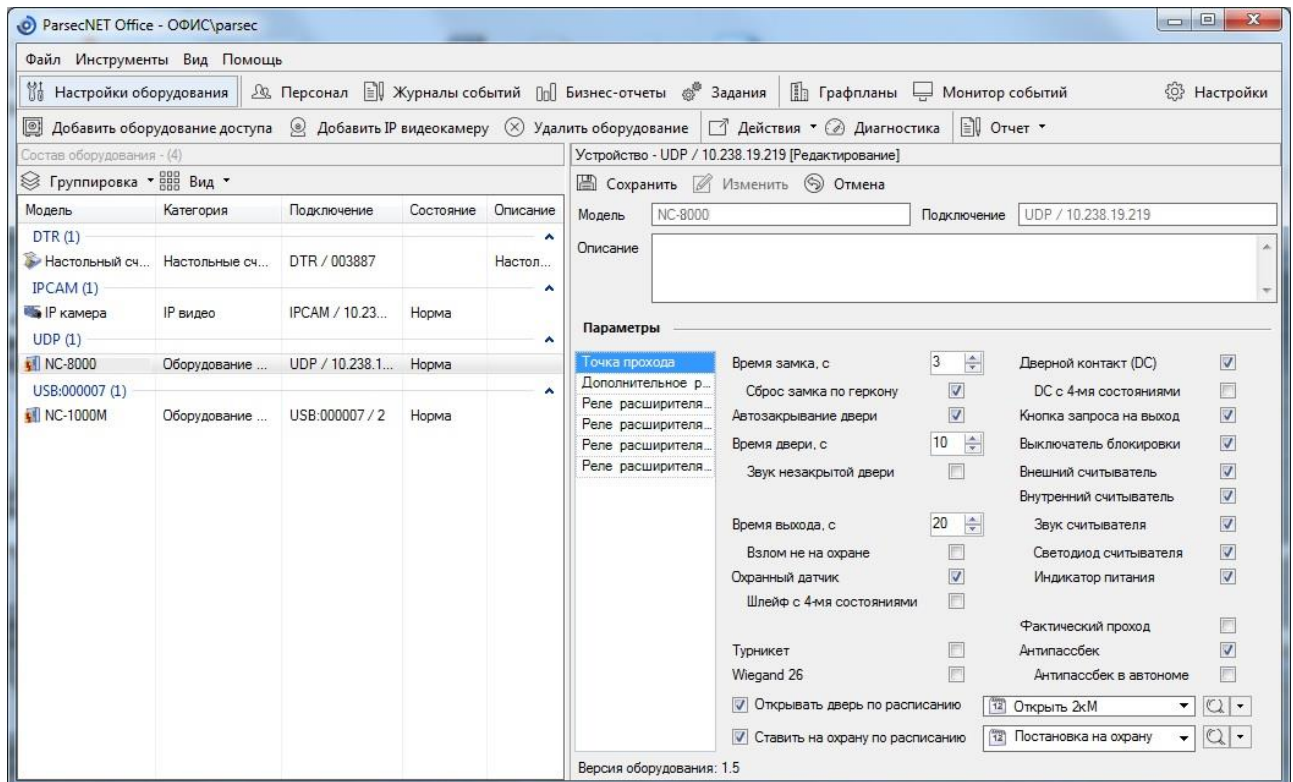 ParsecNET Office - ОФИС\parsec
Файл Инструменты Вид Помощь
Настройки оборудования Персонал Журналы событий Бизнес-отчеты Задания Графпланы Монитор событий Настройки
Добавить оборудование доступа Добавить IP видеокамеру Удалить оборудование Действия Диагностика Отчет
Состав оборудования - (4)
Группировка Вид
Модель Категория Подключение Состояние Описание
DTR (1)
Настольный сч... Настольные сч... DTR / 003887 Настол...
IPCAM (1)
IP камера IP видео IPCAM / 10.23... Норма
UDP (1)
NC-8000 Оборудование ... UDP / 10.238.1... Норма
USB:000007 (1)
NC-1000M Оборудование ... USB:000007 / 2 Норма
Устройство - UDP / 10.238.19.219 [Редактирование]
Сохранить Изменить Отмена
Модель NC-8000 Подключение UDP / 10.238.19.219
Описание
Параметры
Точка прохода
Дополнительное р...
Реле расширителя...
Реле расширителя...
Реле расширителя...
Реле расширителя...
Время замка, с 3
Сброс замка по геркону
Автозакрывание двери
Время двери, с 10
Звук незакрытой двери
Время выхода, с 20
Взлом не на охране
Охранный датчик
Шлейф с 4-мя состояниями
Турникет
Wiegand 26
Дверной контакт (DC)
DC с 4-мя состояниями
Кнопка запроса на выход
Выключатель блокировки
Внешний считыватель
Внутренний считыватель
Звук считывателя
Светодиод считывателя
Индикатор питания
Фактический проход
Антипассбек
Антипассбек в автономе
Открывать дверь по расписанию 12 Открыть 2кМ
Ставить на охрану по расписанию 12 Постановка на охрану
Версия оборудования: 1.5